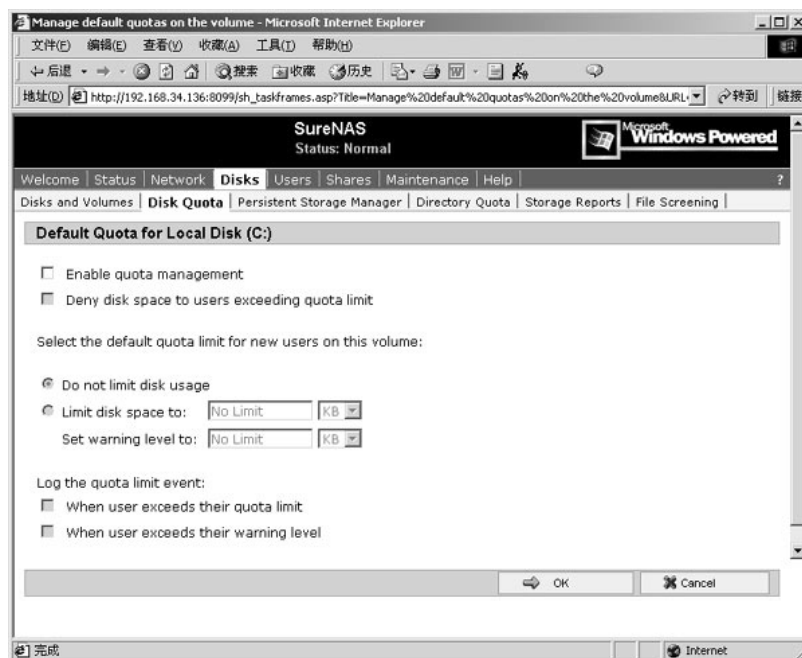 Manage default quotas on the volume - Microsoft Internet Explorer
文件(F) 编辑(E) 查看(V) 收藏(A) 工具(T) 帮助(H)
后退 搜索 收藏 历史
地址(D) http://192.168.34.136:8099/sh_taskframes.asp?Title=Manage%20default%20quotas%20on%20the%20volume&URL 转到 链接
SureNAS
Status: Normal
Microsoft
Windows Powered
Welcome | Status | Network | Disks | Users | Shares | Maintenance | Help | ?
Disks and Volumes | Disk Quota | Persistent Storage Manager | Directory Quota | Storage Reports | File Screening |
Default Quota for Local Disk (C:)
Enable quota management
Deny disk space to users exceeding quota limit
Select the default quota limit for new users on this volume:
Do not limit disk usage
Limit disk space to: No Limit KB
Set warning level to: No Limit KB
Log the quota limit event:
When user exceeds their quota limit
When user exceeds their warning level
OK Cancel
完成 Internet